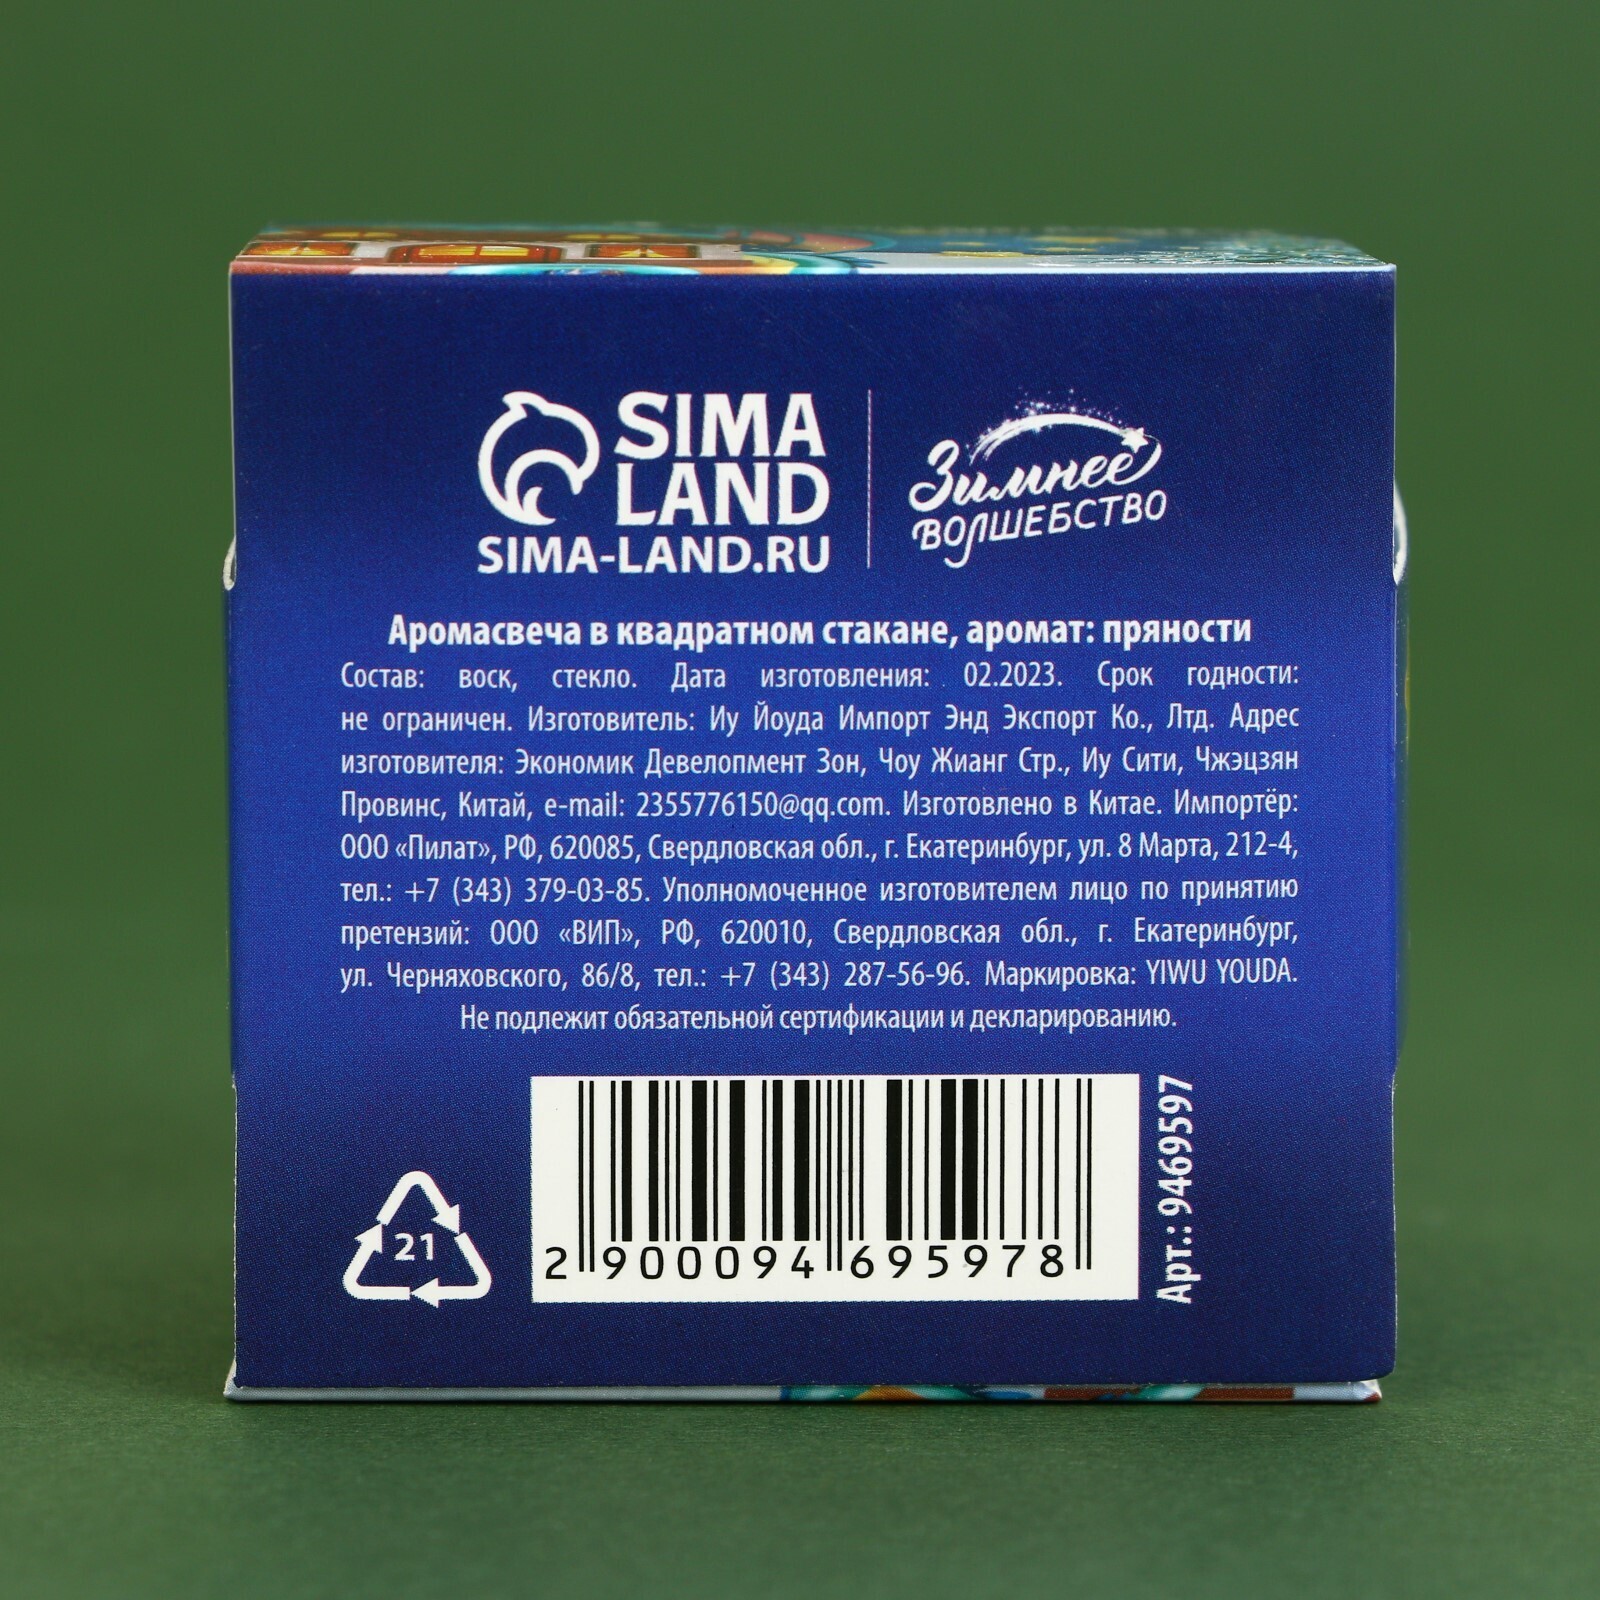 SIMA
LAND
SIMA-LAND.RU
Зимнее
ВОЛШЕБСТВО
Аромасвеча в квадратном стакане, аромат: пряности
Состав: воск, стекло. Дата изготовления: 02.2023. Срок годности:
не ограничен. Изготовитель: Иу Йоуда Импорт Энд Экспорт Ко., Лтд. Адрес
изготовителя: Экономик Девелопмент Зон, Чоу Жианг Стр., Иу Сити, Чжэцзян
Провинс, Китай, e-mail: 2355776150@qq.com. Изготовлено в Китае. Импортёр:
ООО «Пилат», РФ, 620085, Свердловская обл., г. Екатеринбург, ул. 8 Марта, 212-4,
тел.: +7 (343) 379-03-85. Уполномоченное изготовителем лицо по принятию
претензий: ООО «ВИП», РФ, 620010, Свердловская обл., г. Екатеринбург,
ул. Черняховского, 86/8, тел.: +7 (343) 287-56-96. Маркировка: YIWU YOUDA.
Не подлежит обязательной сертификации и декларированию.
21
2 900094 695978
Арт.: 9469597